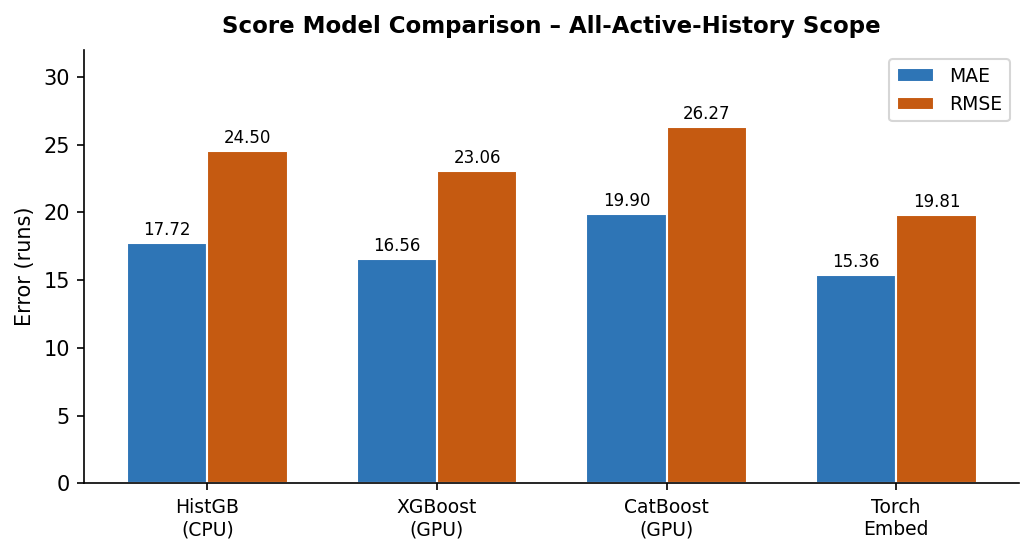 Score Model Comparison – All-Active-History Scope
MAE
RMSE
Error (runs)
30
25
20
15
10
5
0
17.72
24.50
16.56
23.06
19.90
26.27
15.36
19.81
HistGB
(CPU)
XGBoost
(GPU)
CatBoost
(GPU)
Torch
Embed